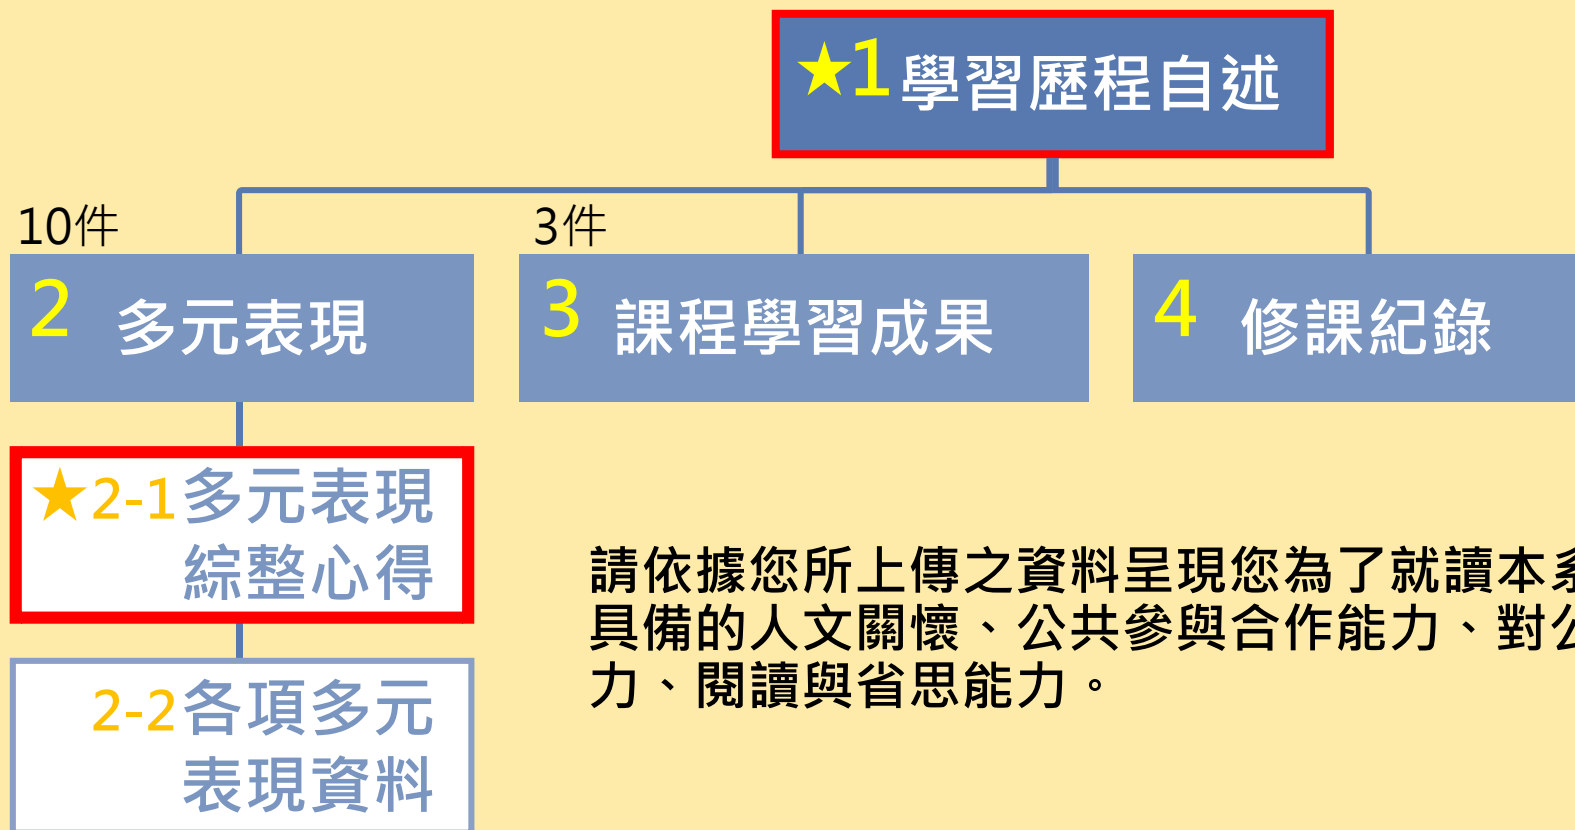 ★1學習歷程自述
10件
3件
2 多元表現
3 課程學習成果
4 修課紀錄
★2-1多元表現
綜整心得
請依據您所上傳之資料呈現您為了就讀本系
具備的人文關懷、公共參與合作能力、對公
力、閱讀與省思能力。
2-2各項多元
表現資料